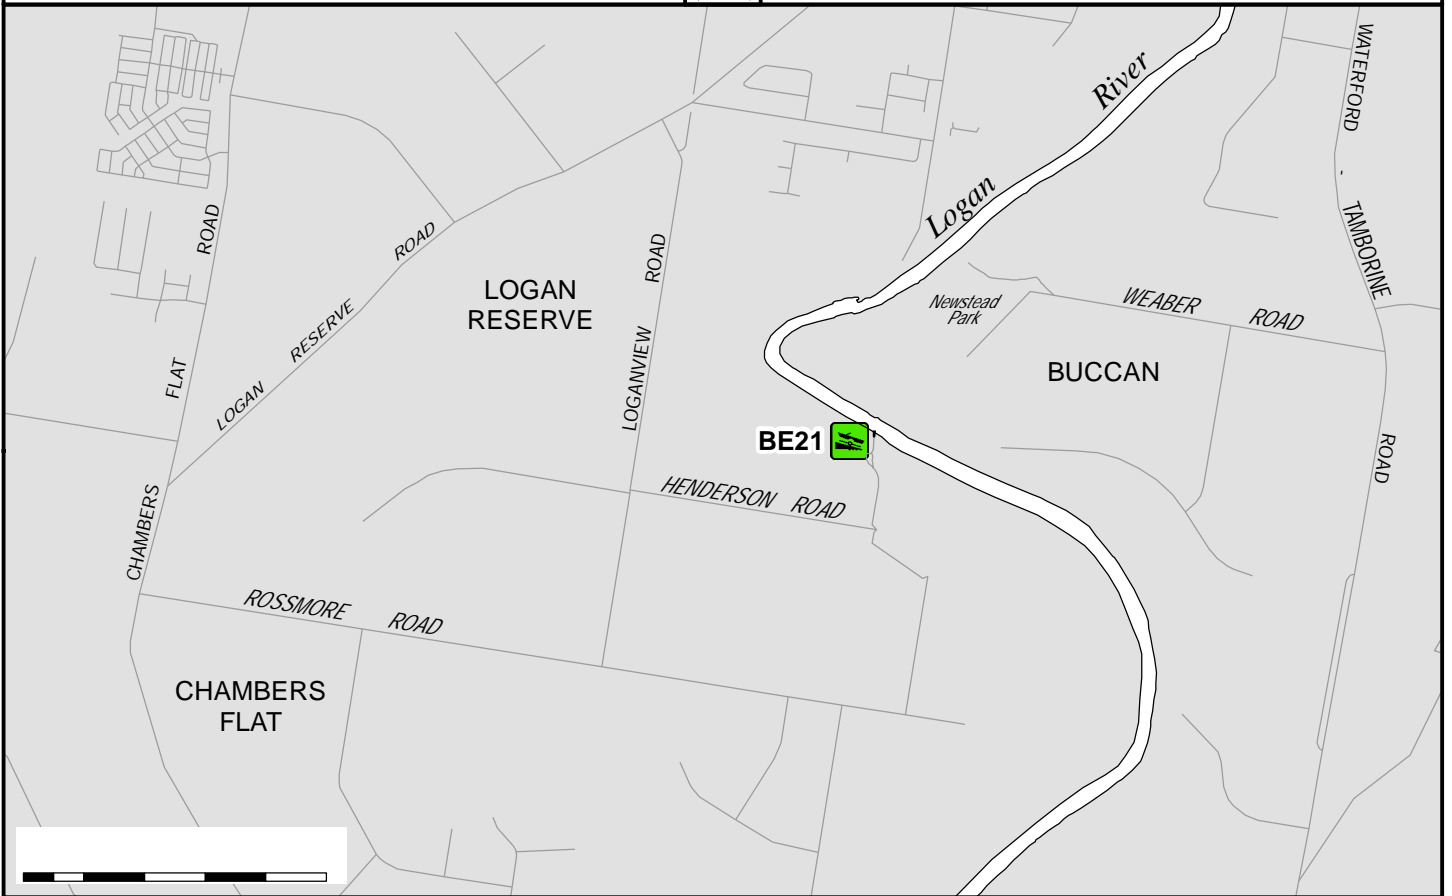 WATERFORD
-
TAMBORINE
ROAD
Logan River
CHAMBERS
FLAT
ROAD
LOGAN RESERVE ROAD
LOGAN
RESERVE
LOGANVIEW
ROAD
Newstead
Park
WEABER ROAD
BUCCAN
BE21
HENDERSON ROAD
ROSSMORE ROAD
CHAMBERS
FLAT